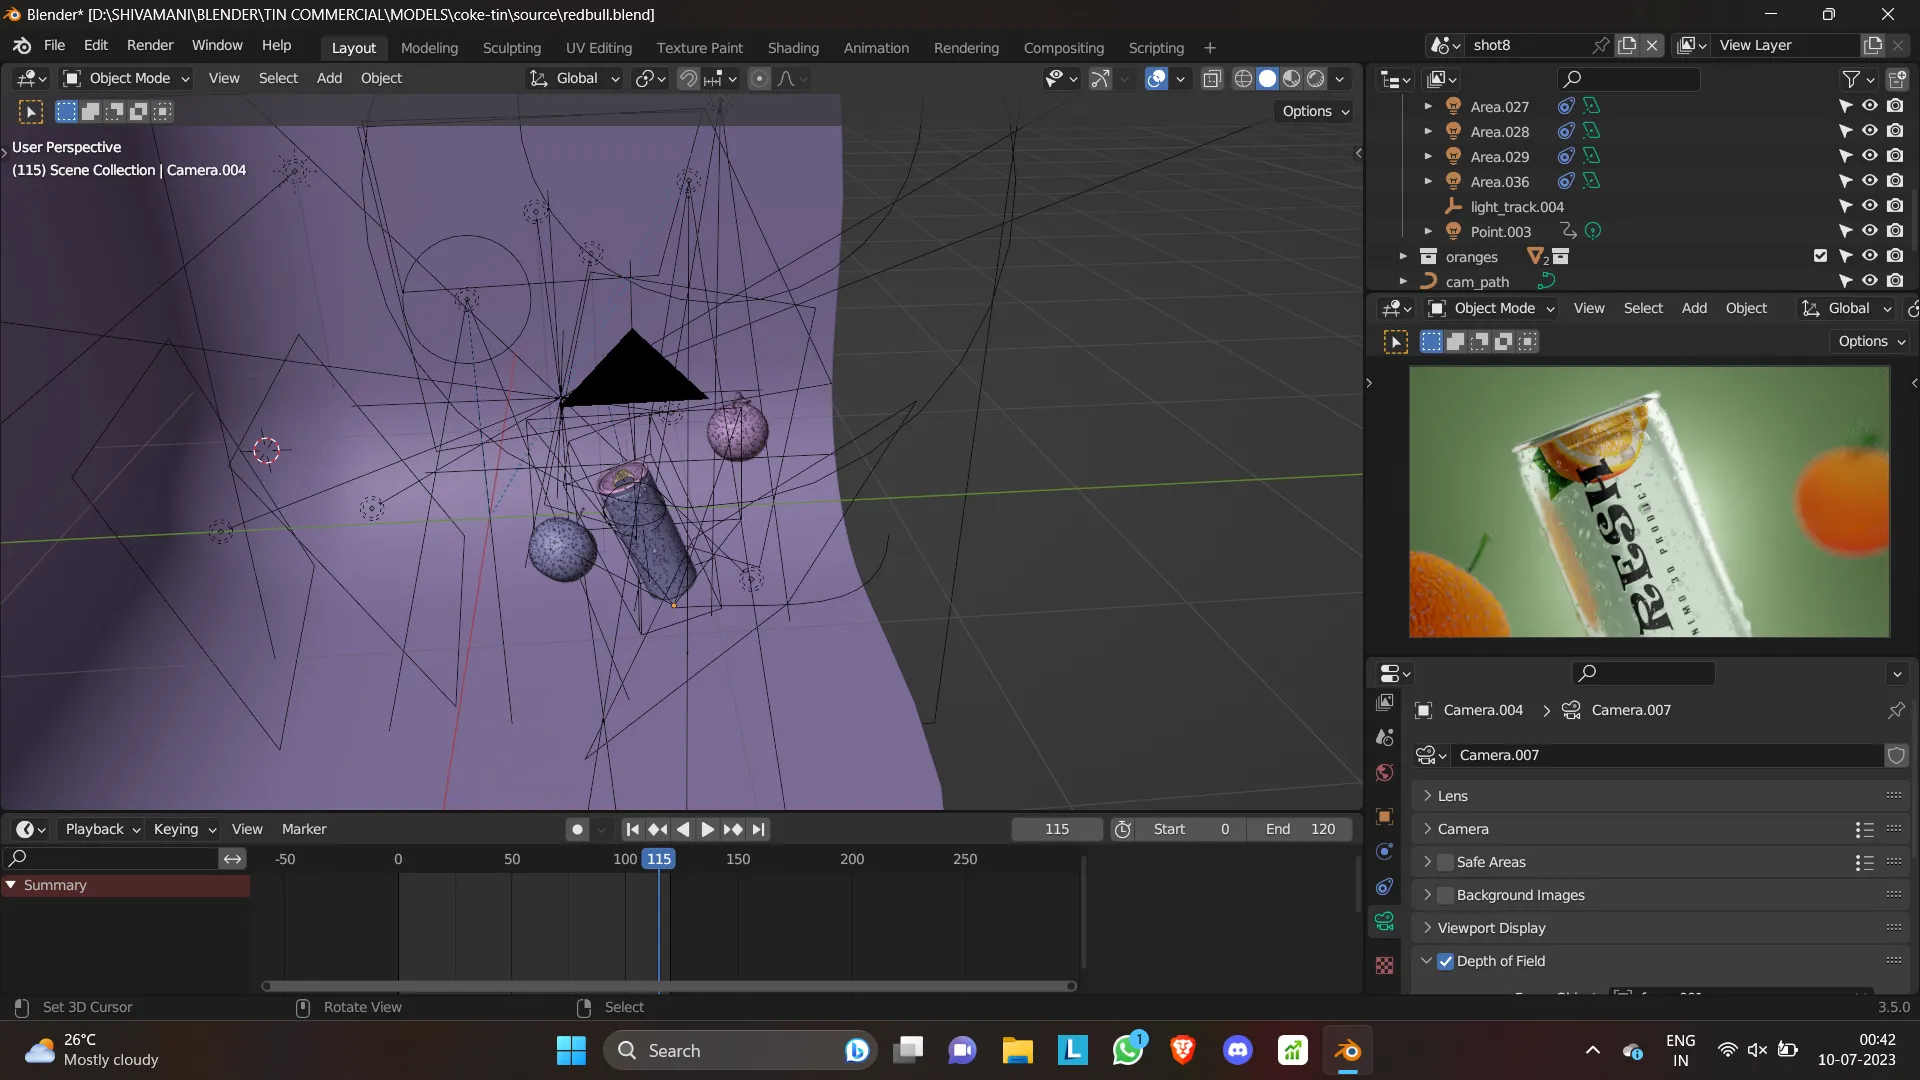 Blender* [D:\SHIVAMANI\BLENDER\TIN COMMERCIAL\MODELS\coke-tin\source\redbull.blend]
File Edit Render Window Help
Layout Modeling Sculpting UV Editing Texture Paint Shading Animation Rendering Compositing Scripting +
shot8
View Layer
Object Mode View Select Add Object Global
Options
User Perspective
(115) Scene Collection | Camera.004
Area.027
Area.028
Area.029
Area.036
light_track.004
Point.003
oranges 2
cam_path
Object Mode View Select Add Object Global
Options
Camera.004 > Camera.007
Camera.007
Lens
Camera
Safe Areas
Background Images
Viewport Display
Depth of Field
Playback Keying View Marker
115 Start 0 End 120
-50 0 50 100 115 150 200 250
Summary
Set 3D Cursor Rotate View Select
3.5.0
26°C
Mostly cloudy
Search
1
ENG
IN
00:42
10-07-2023